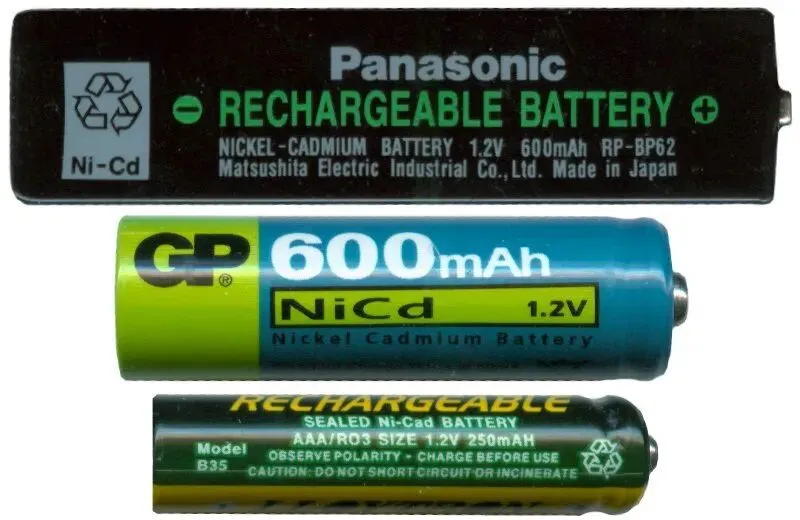 Panasonic
RECHARGEABLE BATTERY
NICKEL-CADMIUM BATTERY 1.2V 600mAh RP-BP62
Matsushita Electric Industrial Co., Ltd. Made in Japan
Ni-Cd
GP® 600mAh
NiCd 1.2V
Nickel Cadmium Battery
RECHARGEABLE
SEALED Ni-Cad BATTERY
AAA/RO3 SIZE 1.2V 250mAH
OBSERVE POLARITY - CHARGE BEFORE USE
CAUTION: DO NOT SHORT CIRCUIT OR INCINERATE
Model
B35